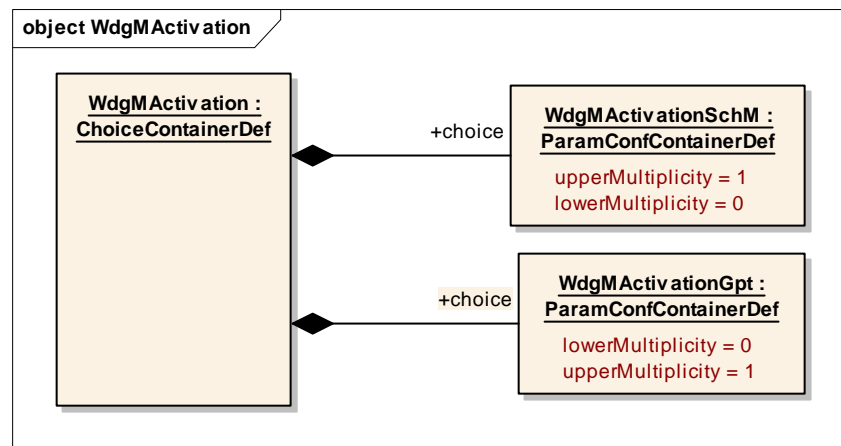 object WdgMActivation
WdgMActivation :
ChoiceContainerDef
+choice
WdgMActivationSchM :
ParamConfContainerDef
upperMultiplicity = 1
lowerMultiplicity = 0
+choice
WdgMActivationGpt :
ParamConfContainerDef
lowerMultiplicity = 0
upperMultiplicity = 1